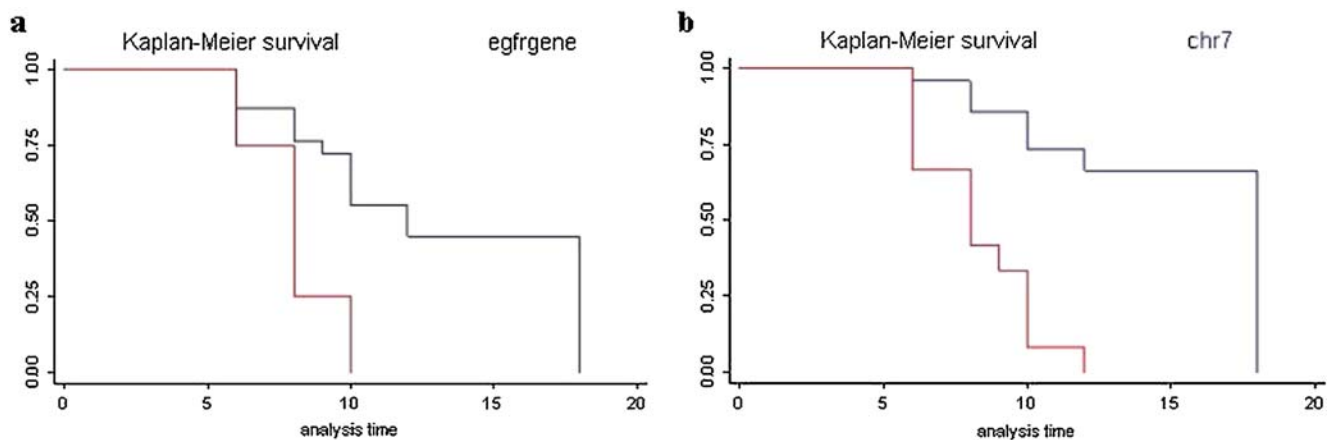 a
Kaplan-Meier survival egfrgene
1.00
0.75
0.50
0.25
0.00
0 5 10 15 20
analysis time
b
Kaplan-Meier survival chr7
1.00
0.75
0.50
0.25
0.00
0 5 10 15 20
analysis time